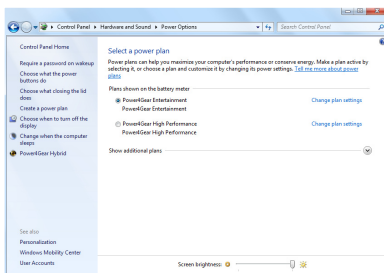 Control Panel ▸ Hardware and Sound ▸ Power Options
Search Control Panel
Control Panel Home
Require a password on wakeup
Choose what the power
buttons do
Choose what closing the lid
does
Create a power plan
Choose when to turn off the
display
Change when the computer
sleeps
Power4Gear Hybrid
See also
Personalization
Windows Mobility Center
User Accounts
Select a power plan
Power plans can help you maximize your computer's performance or conserve energy. Make a plan active by
selecting it, or choose a plan and customize it by changing its power settings. Tell me more about power
plans
Plans shown on the battery meter
Power4Gear Entertainment
Change plan settings
Power4Gear Entertainment
Power4Gear High Performance
Change plan settings
Power4Gear High Performance
Show additional plans
Screen brightness: